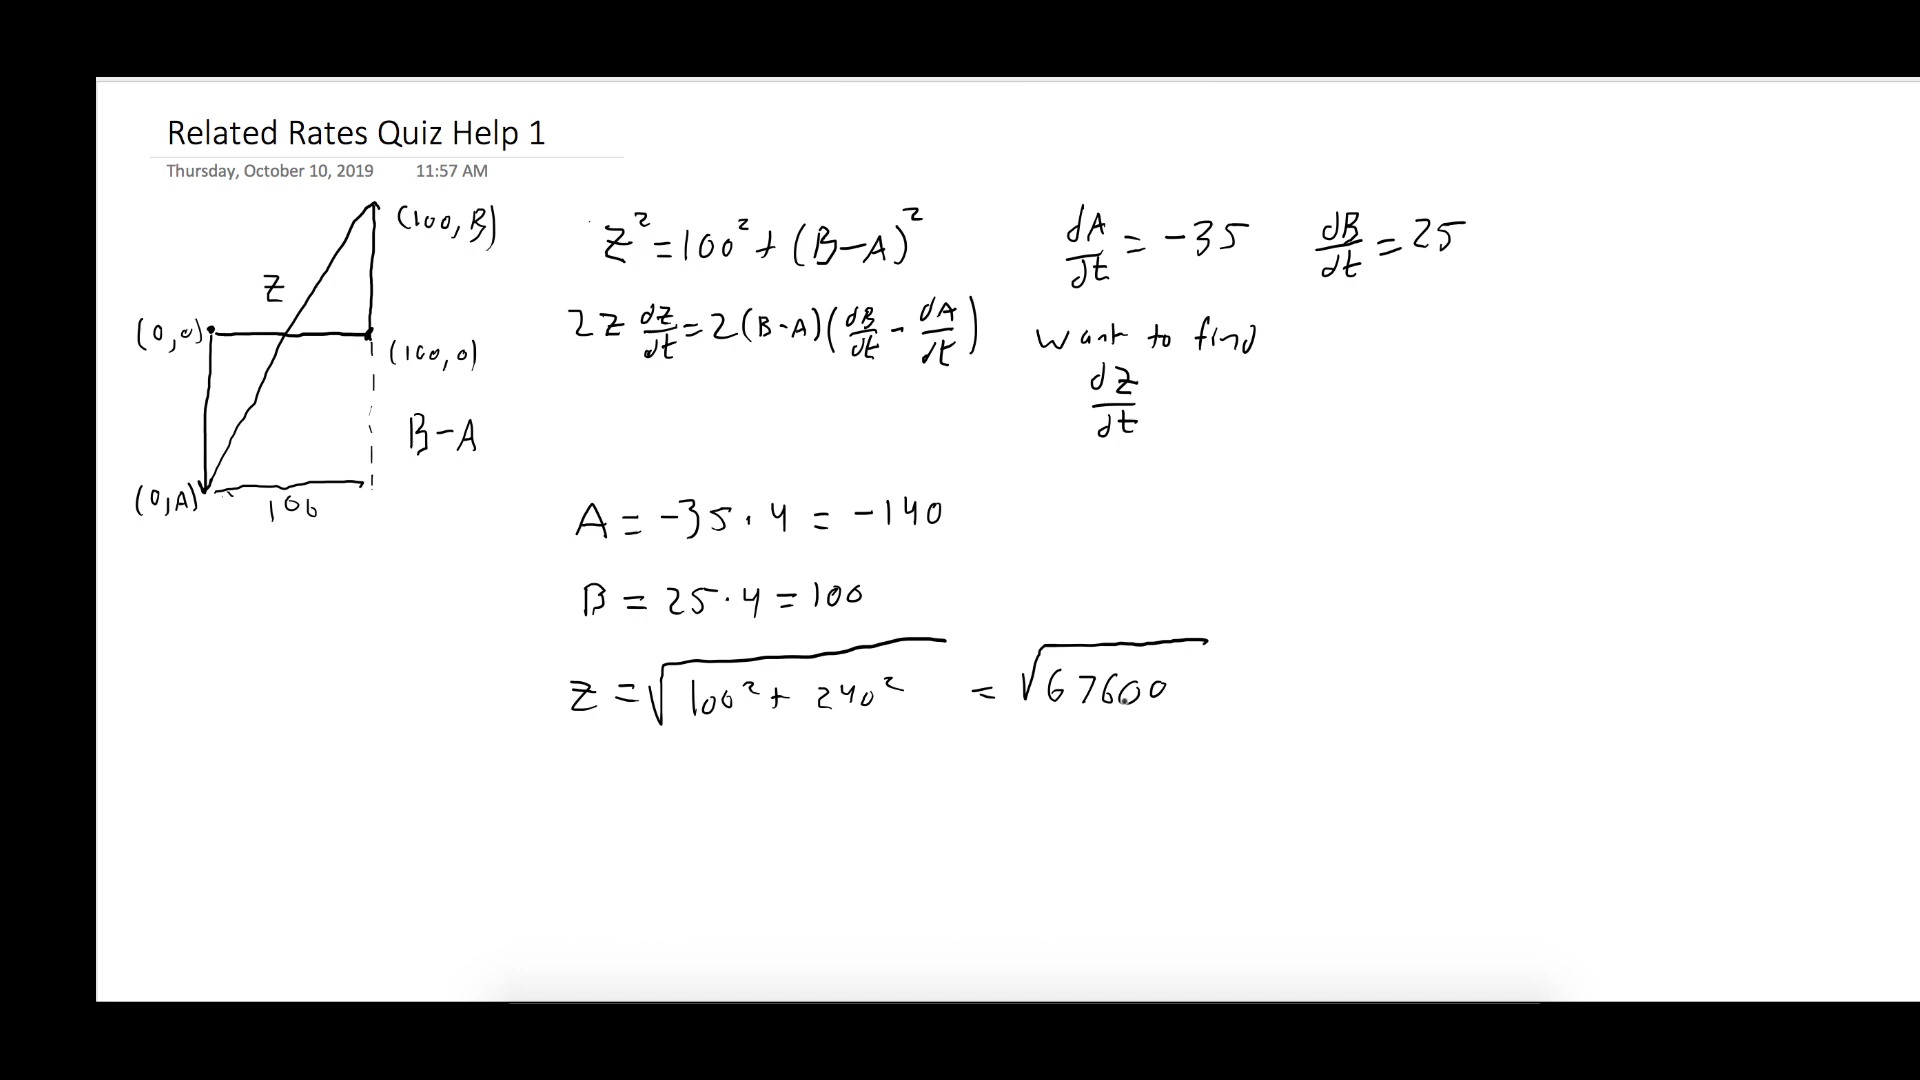 Related Rates Quiz Help 1
Thursday, October 10, 2019 11:57 AM
(100, B)
Z
(0,0)
(100,0)
B-A
(0,A)
100
Z² = 100² + (B-A)²
2Z dZ/dt = 2(B-A)(dB/dt - dA/dt)
dA/dt = -35 dB/dt = 25
want to find
dZ/dt
A = -35 · 4 = -140
B = 25 · 4 = 100
Z = √(100² + 240²) = √67600